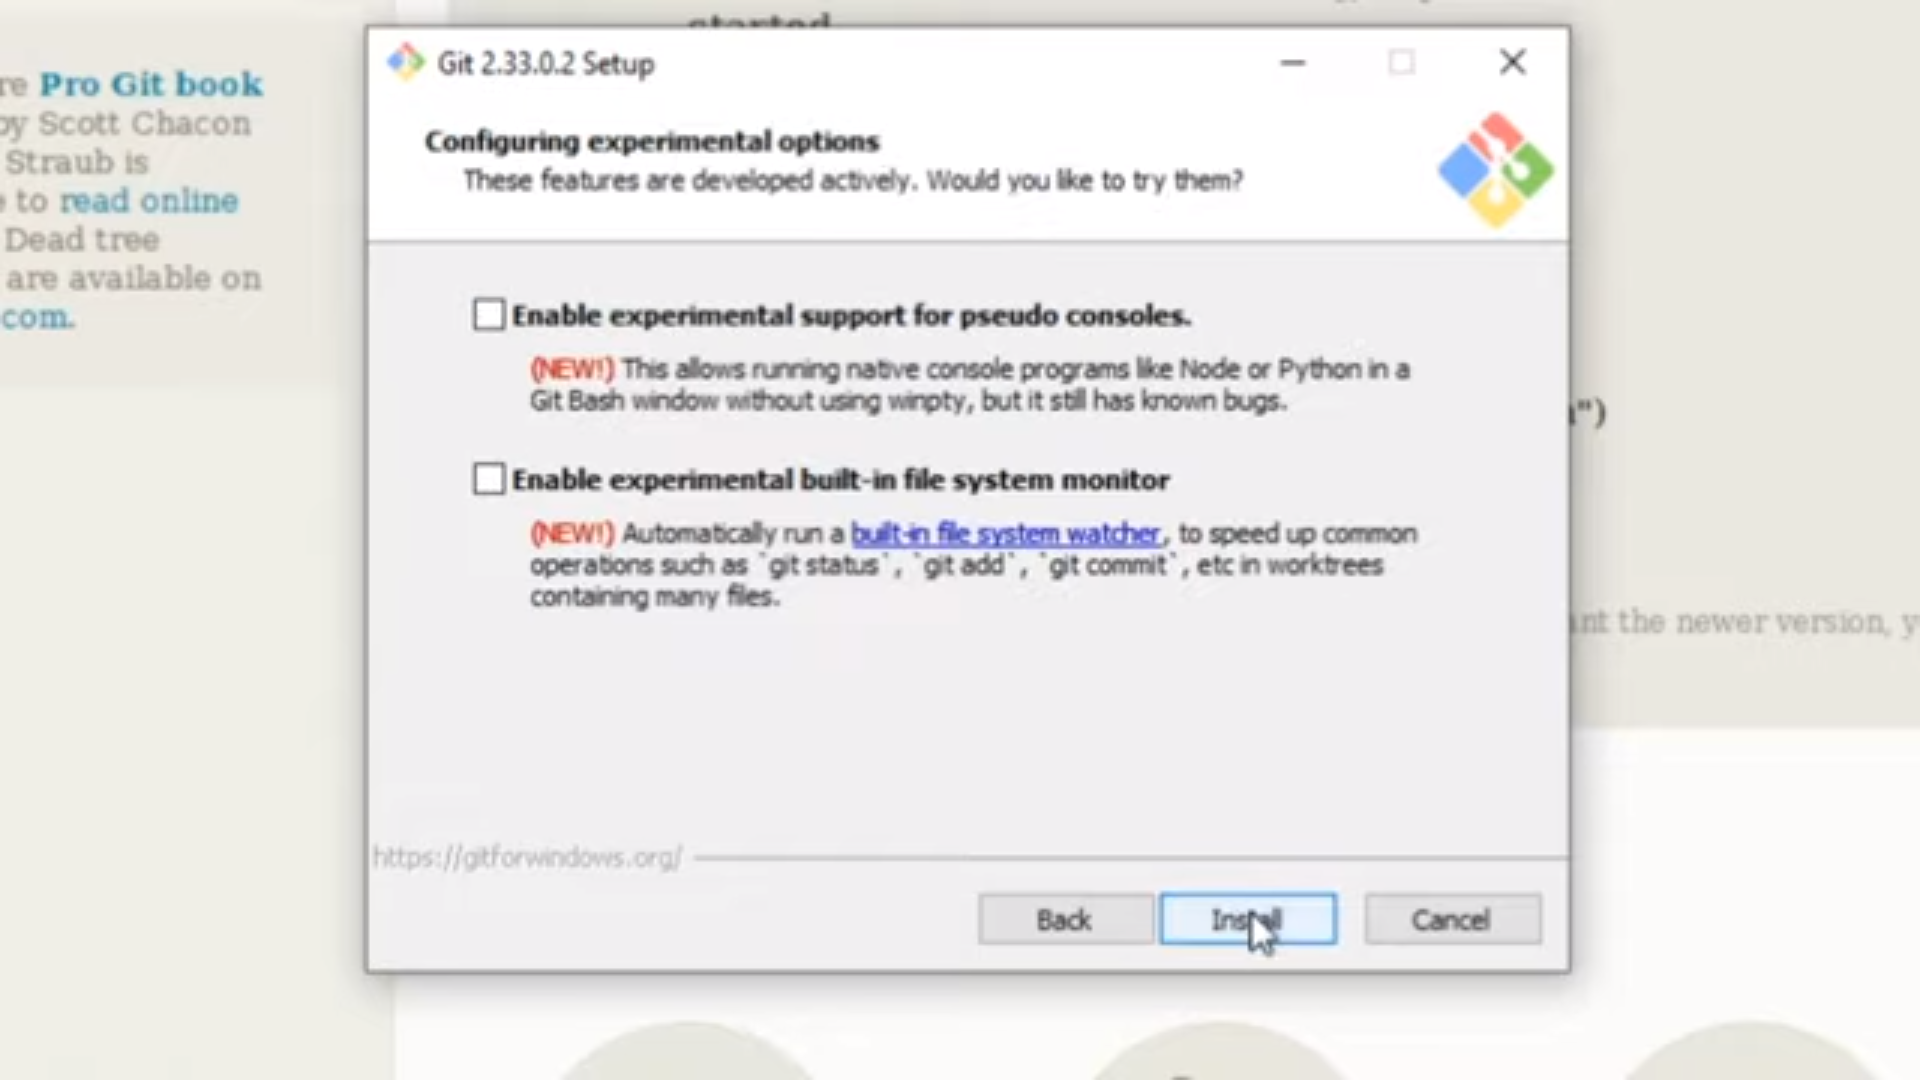 started
re Pro Git book
by Scott Chacon
Straub is
to read online
Dead tree
are available on
com.
Git 2.33.0.2 Setup
Configuring experimental options
These features are developed actively. Would you like to try them?
Enable experimental support for pseudo consoles.
(NEW!) This allows running native console programs like Node or Python in a
Git Bash window without using winpty, but it still has known bugs.
Enable experimental built-in file system monitor
(NEW!) Automatically run a built-in file system watcher, to speed up common
operations such as `git status`, `git add`, `git commit`, etc in worktrees
containing many files.
")
ant the newer version, y
https://gitforwindows.org/
Back
Install
Cancel